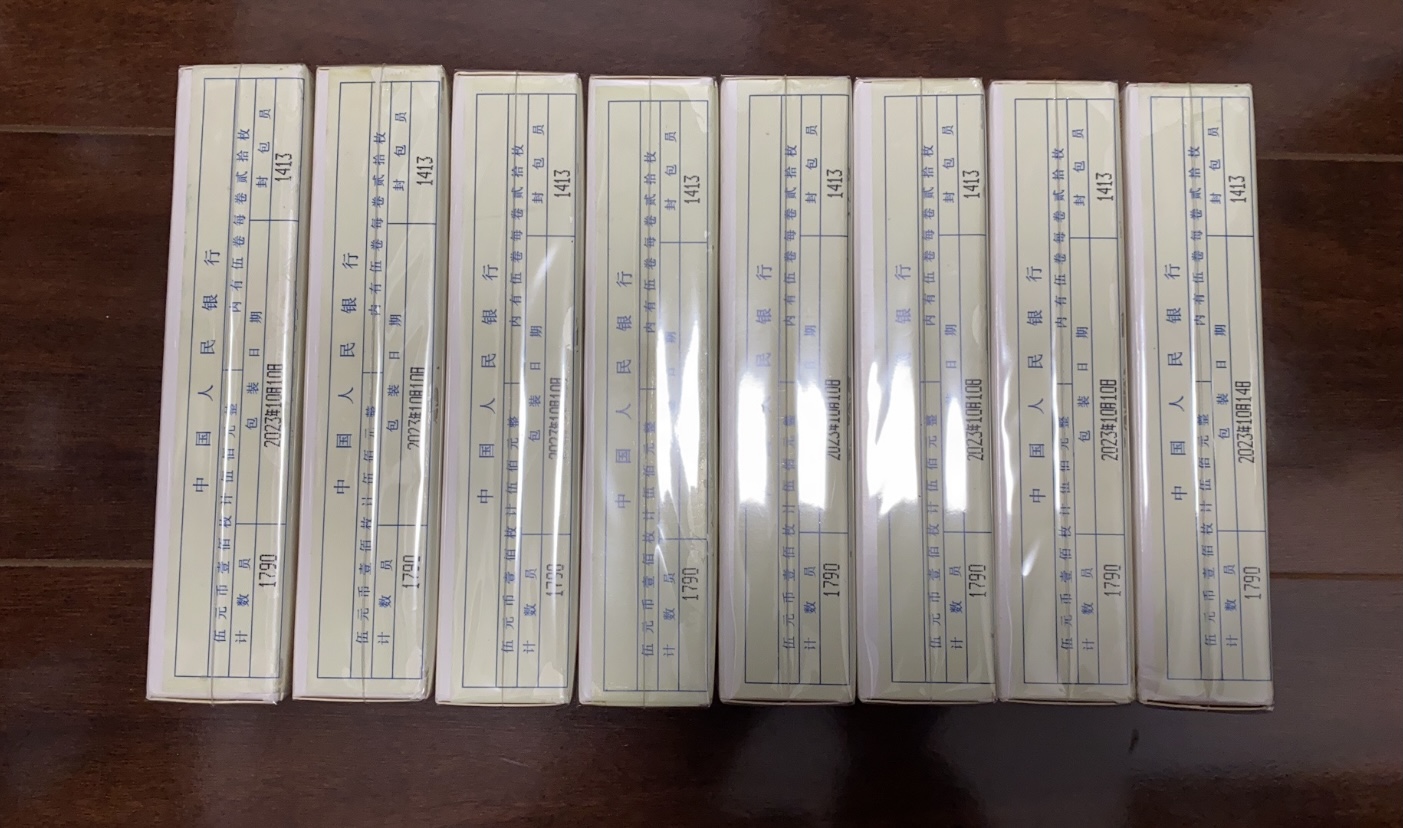 中国人民银行
伍元币壹佰枚计伍佰元整 内有伍卷每卷贰拾枚
计数员 包装日期 封包员
1790 2023年10月10日 1413
中国人民银行
伍元币壹佰枚计伍佰元整 内有伍卷每卷贰拾枚
计数员 包装日期 封包员
1790 2023年10月10日 1413
中国人民银行
伍元币壹佰枚计伍佰元整 内有伍卷每卷贰拾枚
计数员 包装日期 封包员
1790 2023年10月10日 1413
中国人民银行
伍元币壹佰枚计伍佰元整 内有伍卷每卷贰拾枚
计数员 日期 封包员
1790 1413
民银行
伍元币壹佰枚计伍佰元整 内有伍卷每卷贰拾枚
计数员 日期 封包员
1790 2023年10月10日 1413
银行
伍元币壹佰枚计伍佰元整 内有伍卷每卷贰拾枚
计数员 包装日期 封包员
1790 2023年10月10日 1413
中国人民银行
伍元币壹佰枚计伍佰元整 内有伍卷每卷贰拾枚
计数员 包装日期 封包员
1790 2023年10月10日 1413
中国人民银行
伍元币壹佰枚计伍佰元整 内有伍卷每卷贰拾枚
计数员 包装日期 封包员
1790 2023年10月14日 1413